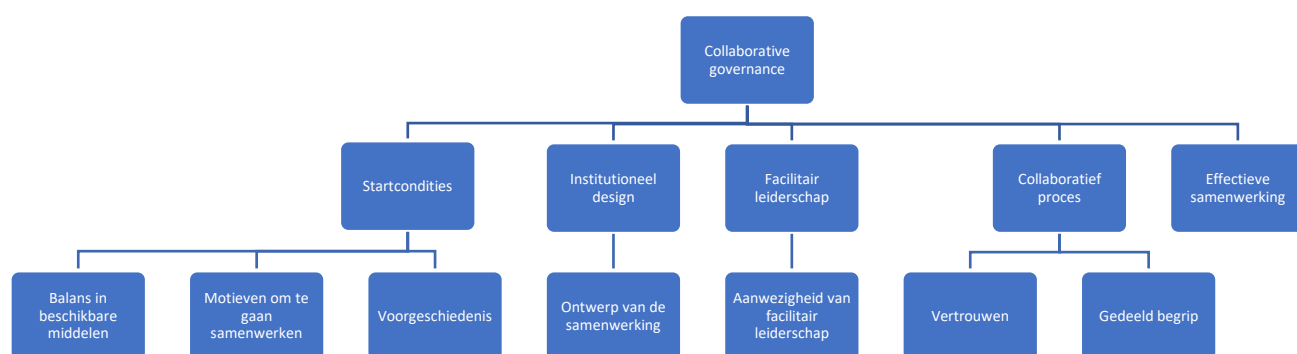 Collaborative
governance
Startcondities
Institutioneel
design
Facilitair
leiderschap
Collaboratief
proces
Effectieve
samenwerking
Balans in
beschikbare
middelen
Motieven om te
gaan
samenwerken
Voorgeschiedenis
Ontwerp van de
samenwerking
Aanwezigheid van
facilitair
leiderschap
Vertrouwen
Gedeeld begrip